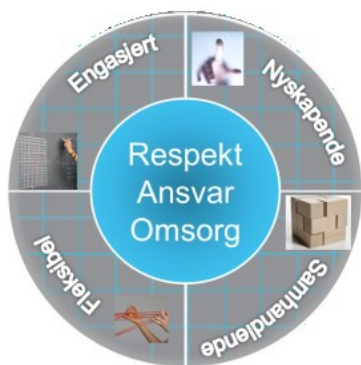 Engasjert
Nyskapende
Respekt
Ansvar
Omsorg
Fleksibel
Samhandlende